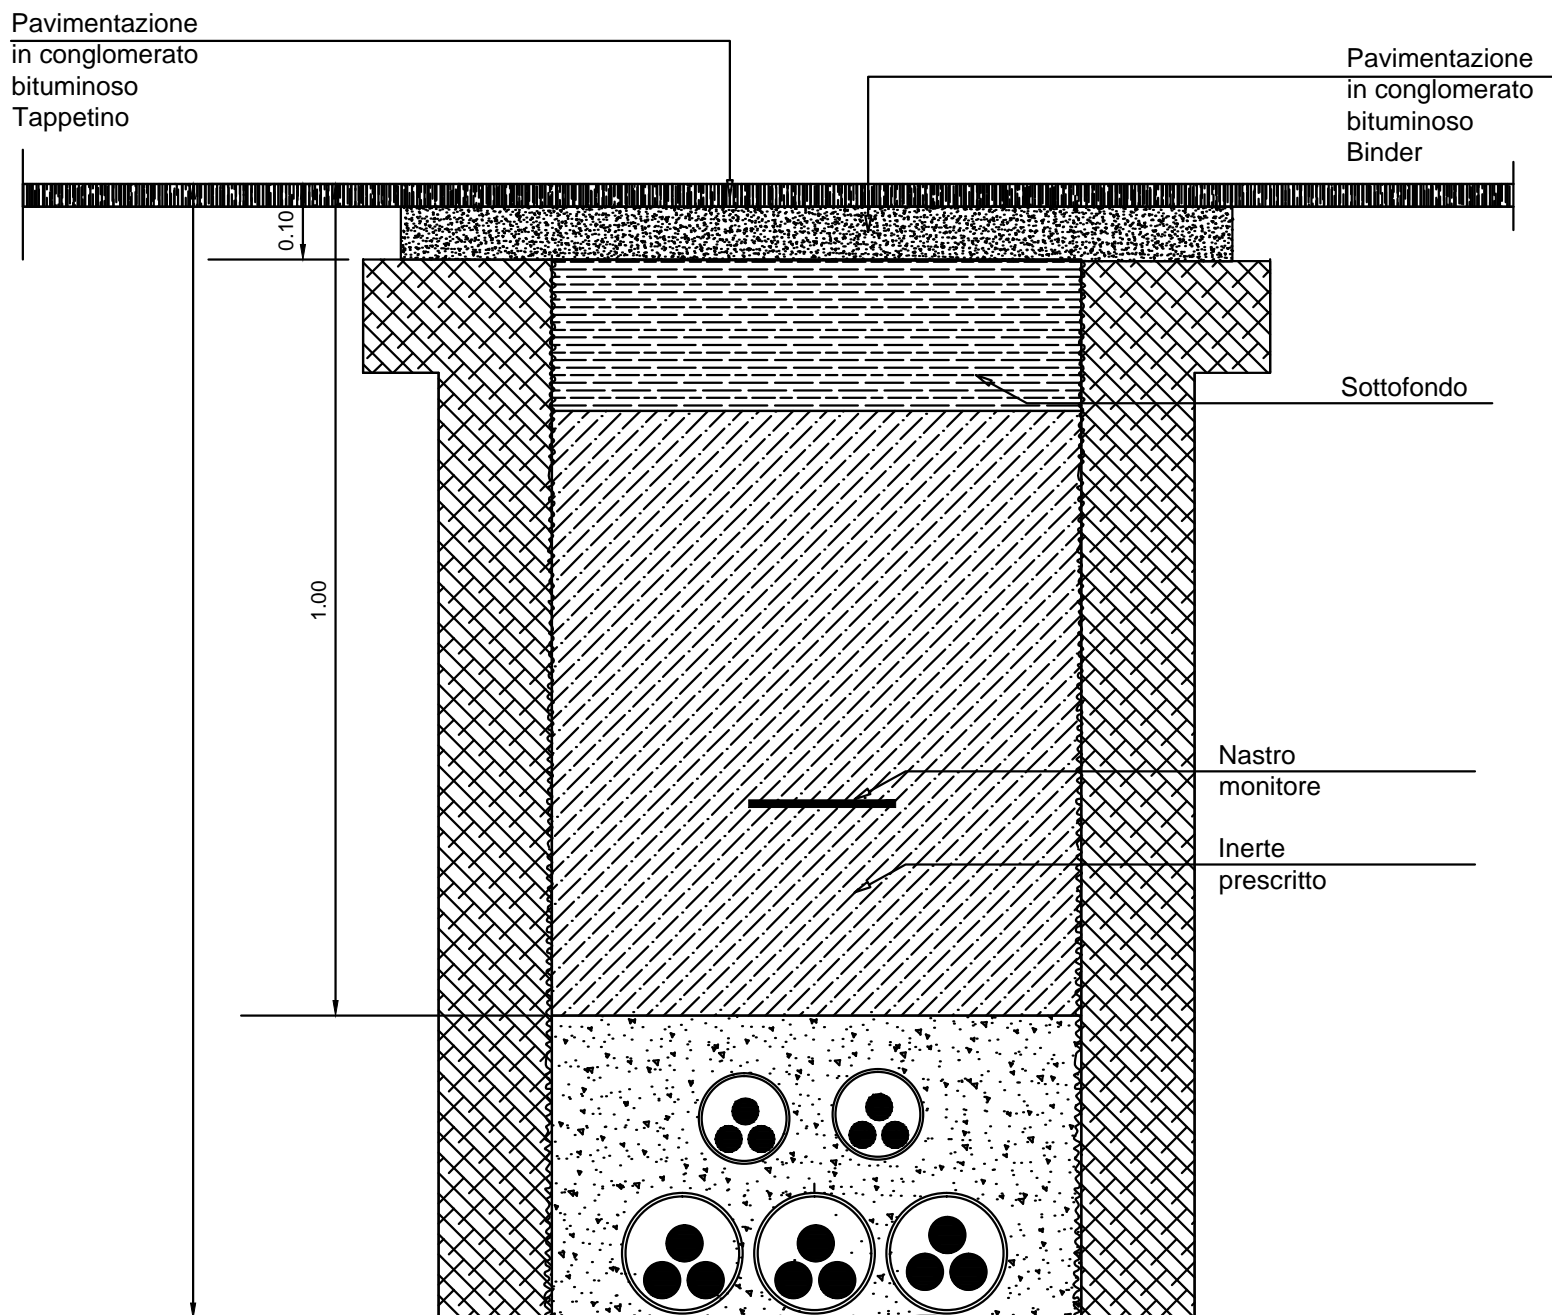 Pavimentazione
in conglomerato
bituminoso
Tappetino
Pavimentazione
in conglomerato
bituminoso
Binder
0.10
Sottofondo
1.00
Nastro
monitore
Inerte
prescritto